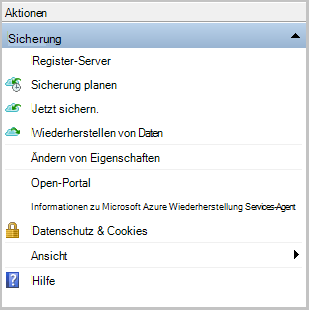 Aktionen
Sicherung
Register-Server
Sicherung planen
Jetzt sichern.
Wiederherstellen von Daten
Ändern von Eigenschaften
Open-Portal
Informationen zu Microsoft Azure Wiederherstellung Services-Agent
Datenschutz & Cookies
Ansicht
Hilfe